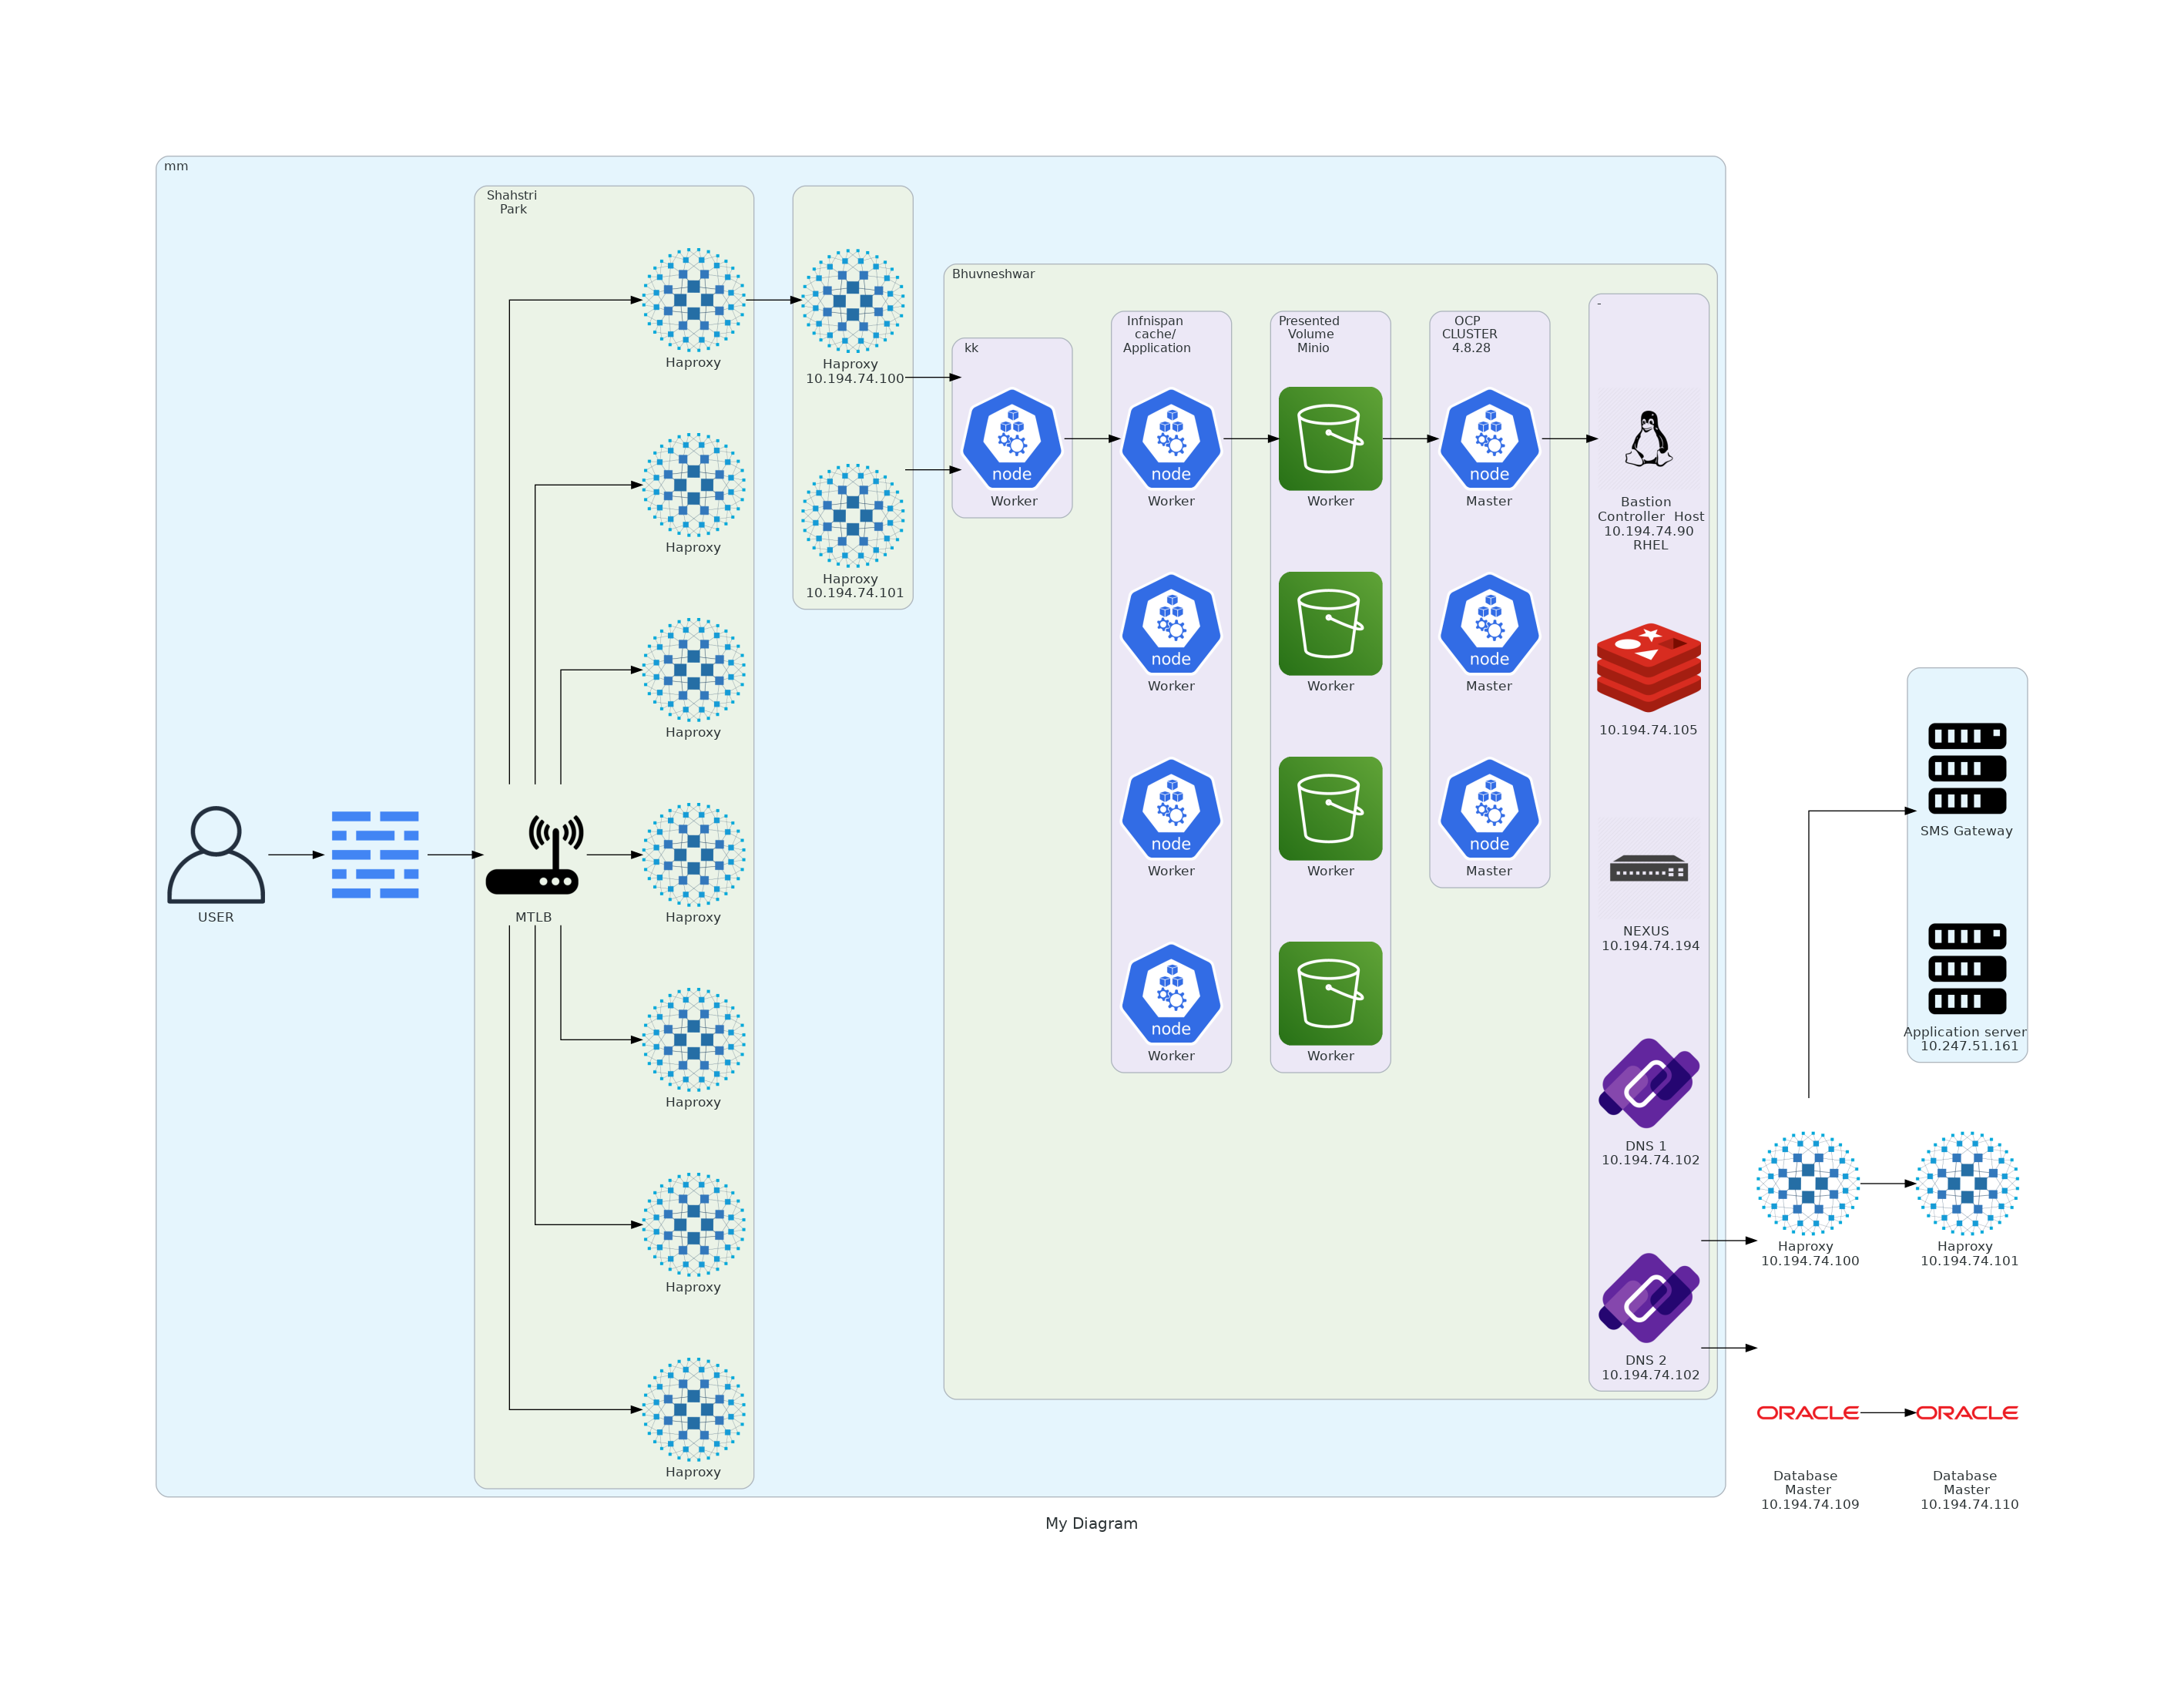 mm
Shahstri
Park
Haproxy
Haproxy
Haproxy
Haproxy
Haproxy
Haproxy
Haproxy
USER
MTLB
Haproxy
10.194.74.100
Haproxy
10.194.74.101
Bhuvneshwar
kk
node
Worker
Infnispan
cache/
Application
node
Worker
node
Worker
node
Worker
node
Worker
Presented
Volume
Minio
Worker
Worker
Worker
Worker
OCP
CLUSTER
4.8.28
node
Master
node
Master
node
Master
-
Bastion
Controller Host
10.194.74.90
RHEL
10.194.74.105
NEXUS
10.194.74.194
DNS 1
10.194.74.102
DNS 2
10.194.74.102
SMS Gateway
Application server
10.247.51.161
Haproxy
10.194.74.100
Haproxy
10.194.74.101
ORACLE
Database
Master
10.194.74.109
ORACLE
Database
Master
10.194.74.110
My Diagram